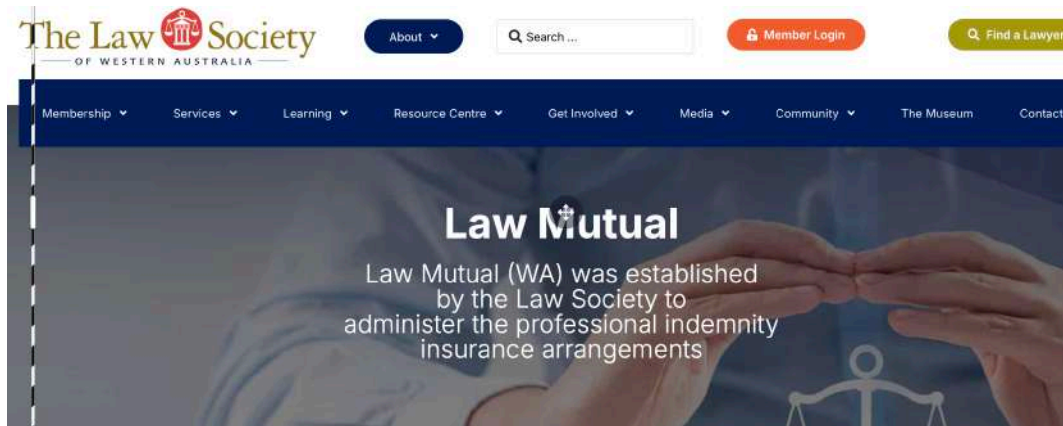 The Law Society
OF WESTERN AUSTRALIA
About
Search ...
Member Login
Find a Lawyer
Membership
Services
Learning
Resource Centre
Get Involved
Media
Community
The Museum
Contact
Law Mutual
Law Mutual (WA) was established
by the Law Society to
administer the professional indemnity
insurance arrangements